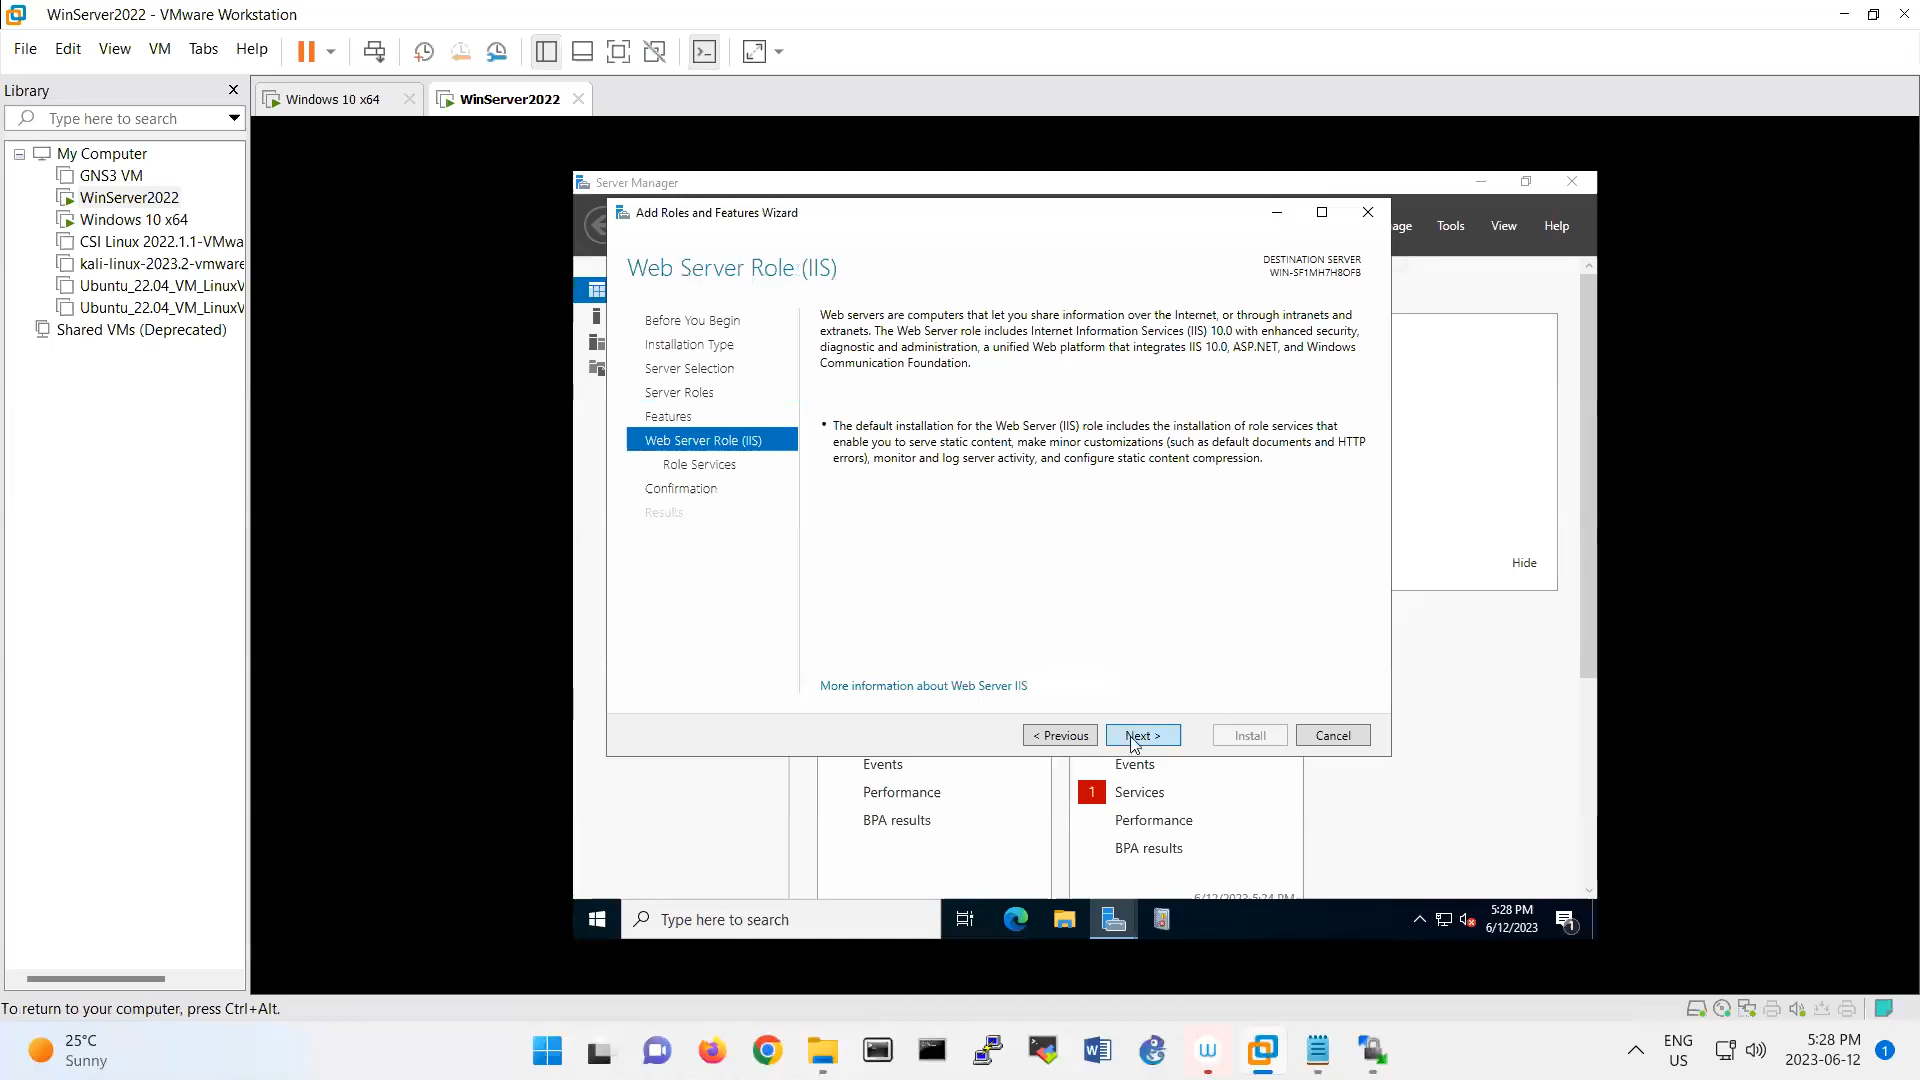 WinServer2022 - VMware Workstation
File Edit View VM Tabs Help
Library
Windows 10 x64
WinServer2022
Type here to search
My Computer
GNS3 VM
WinServer2022
Windows 10 x64
CSI Linux 2022.1.1-VMwa
kali-linux-2023.2-vmware
Ubuntu_22.04_VM_LinuxV
Ubuntu_22.04_VM_LinuxV
Shared VMs (Deprecated)
Server Manager
Add Roles and Features Wizard
age Tools View Help
Web Server Role (IIS)
DESTINATION SERVER
WIN-SF1MH7H8OFB
Before You Begin
Installation Type
Server Selection
Server Roles
Features
Web Server Role (IIS)
Role Services
Confirmation
Results
Web servers are computers that let you share information over the Internet, or through intranets and
extranets. The Web Server role includes Internet Information Services (IIS) 10.0 with enhanced security,
diagnostic and administration, a unified Web platform that integrates IIS 10.0, ASP.NET, and Windows
Communication Foundation.
• The default installation for the Web Server (IIS) role includes the installation of role services that
enable you to serve static content, make minor customizations (such as default documents and HTTP
errors), monitor and log server activity, and configure static content compression.
Hide
More information about Web Server IIS
< Previous Next > Install Cancel
Events
Performance
BPA results
Events
1 Services
Performance
BPA results
6/12/2023 5:24 PM
Type here to search
5:28 PM
6/12/2023
1
To return to your computer, press Ctrl+Alt.
25°C
Sunny
ENG
US
5:28 PM
2023-06-12
1